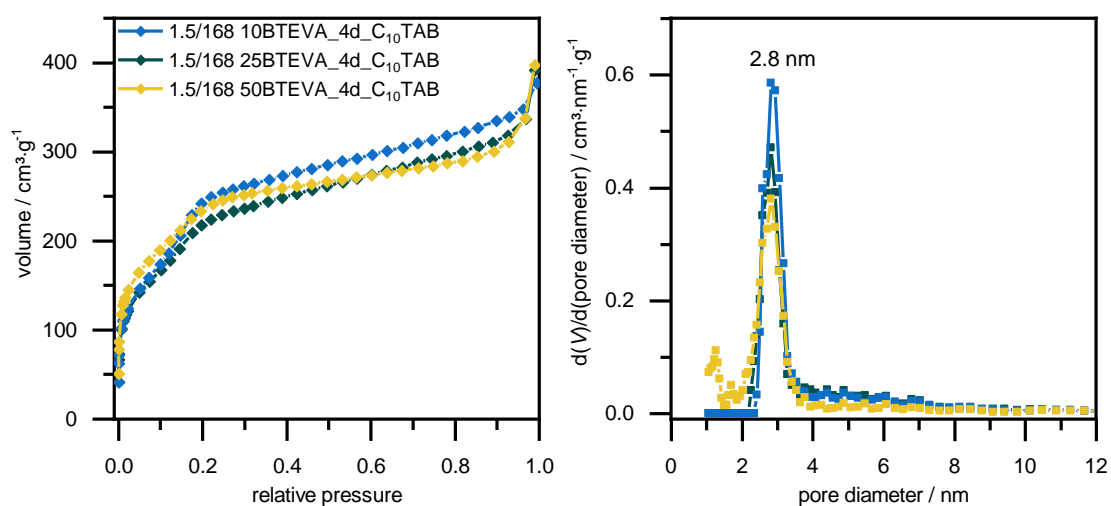 1.5/168 10BTEVA_4d_C₁₀TAB
1.5/168 25BTEVA_4d_C₁₀TAB
1.5/168 50BTEVA_4d_C₁₀TAB
volume / cm³·g⁻¹
400
300
200
100
0
0.0 0.2 0.4 0.6 0.8 1.0
relative pressure
2.8 nm
d(V)/d(pore diameter) / cm³·nm⁻¹·g⁻¹
0.6
0.4
0.2
0.0
0 2 4 6 8 10 12
pore diameter / nm